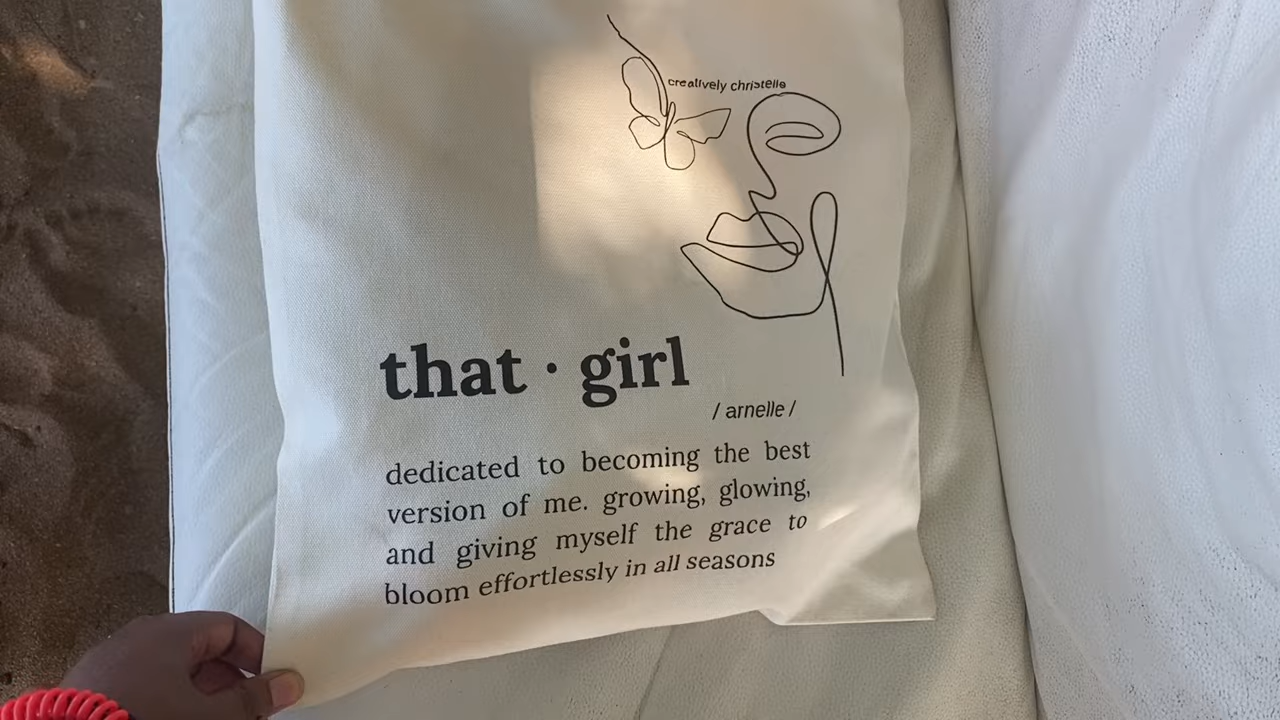 creatively christelle
that · girl
/ arnelle /
dedicated to becoming the best
version of me. growing, glowing,
and giving myself the grace to
bloom effortlessly in all seasons